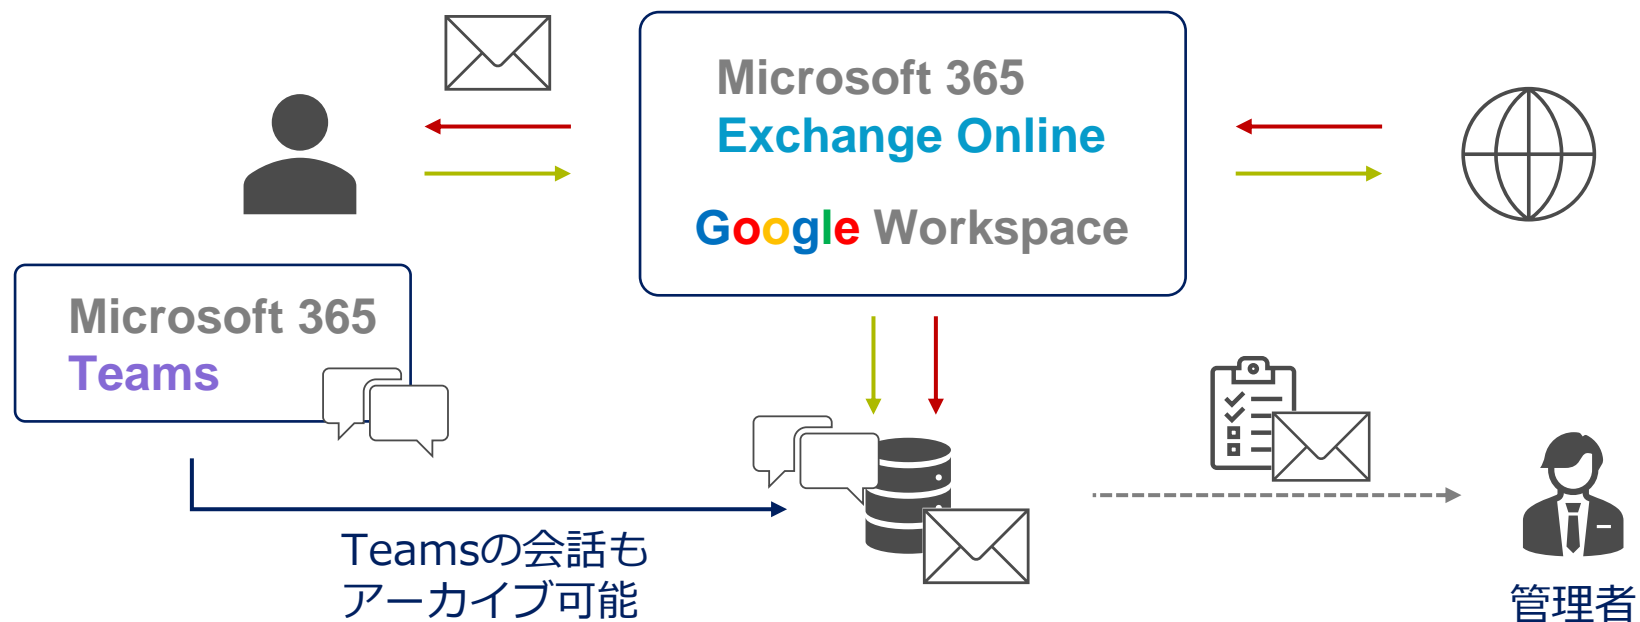 Microsoft 365
Exchange Online
Google Workspace
Microsoft 365
Teams
Teamsの会話も
アーカイブ可能
管理者